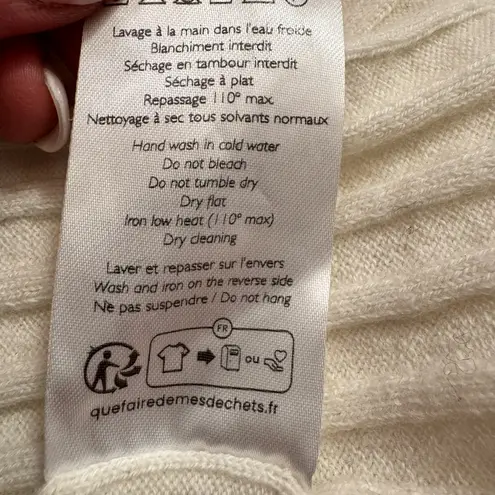 Lavage à la main dans l'eau froide
Blanchiment interdit
Séchage en tambour interdit
Séchage à plat
Repassage 110° max.
Nettoyage à sec tous solvants normaux
Hand wash in cold water
Do not bleach
Do not tumble dry
Dry flat
Iron low heat (110° max)
Dry cleaning
Laver et repasser sur l'envers
Wash and iron on the reverse side
Ne pas suspendre / Do not hang
FR
ou
quefairedemesdechets.fr